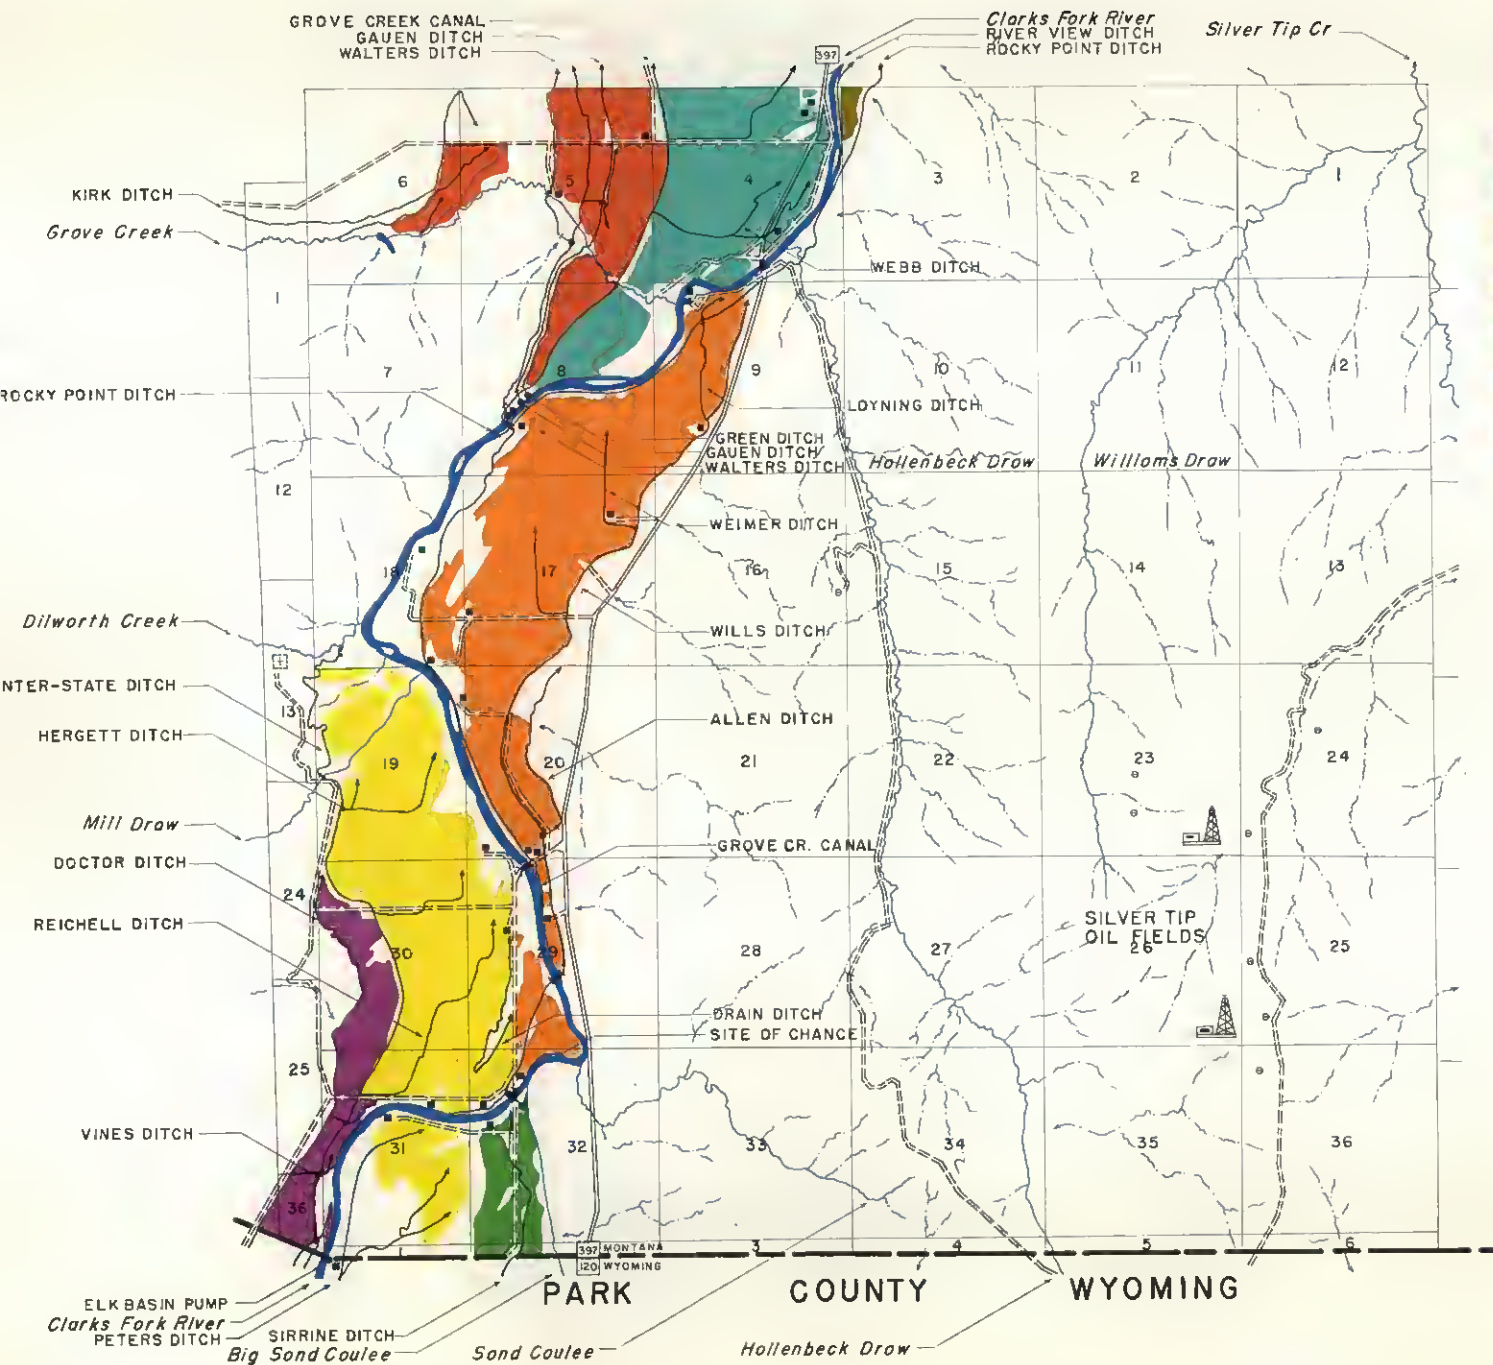 GROVE CREEK CANAL
GAUEN DITCH
WALTERS DITCH
397
Clarks Fork River
RIVER VIEW DITCH
ROCKY POINT DITCH
Silver Tip Cr
6
5
4
3
2
1
KIRK DITCH
Grove Creek
WEBB DITCH
1
7
8
9
10
11
12
ROCKY POINT DITCH
LOYNING DITCH
GREEN DITCH
GAUEN DITCH
WALTERS DITCH
Hollenbeck Draw
Williams Draw
12
WEIMER DITCH
18
17
16
15
14
13
Dilworth Creek
WILLS DITCH
NTER-STATE DITCH
13
ALLEN DITCH
HERGETT DITCH
19
20
21
22
23
24
Mill Draw
GROVE CR. CANAL
DOCTOR DITCH
24
REICHELL DITCH
SILVER TIP
OIL FIELDS
30
29
28
27
26
25
DRAIN DITCH
SITE OF CHANCE
25
VINES DITCH
31
32
33
34
35
36
36
397 MONTANA
120 WYOMING
3
4
5
6
PARK COUNTY WYOMING
ELK BASIN PUMP
Clarks Fork River
PETERS DITCH
SIRRINE DITCH
Big Sand Coulee
Sand Coulee
Hollenbeck Draw